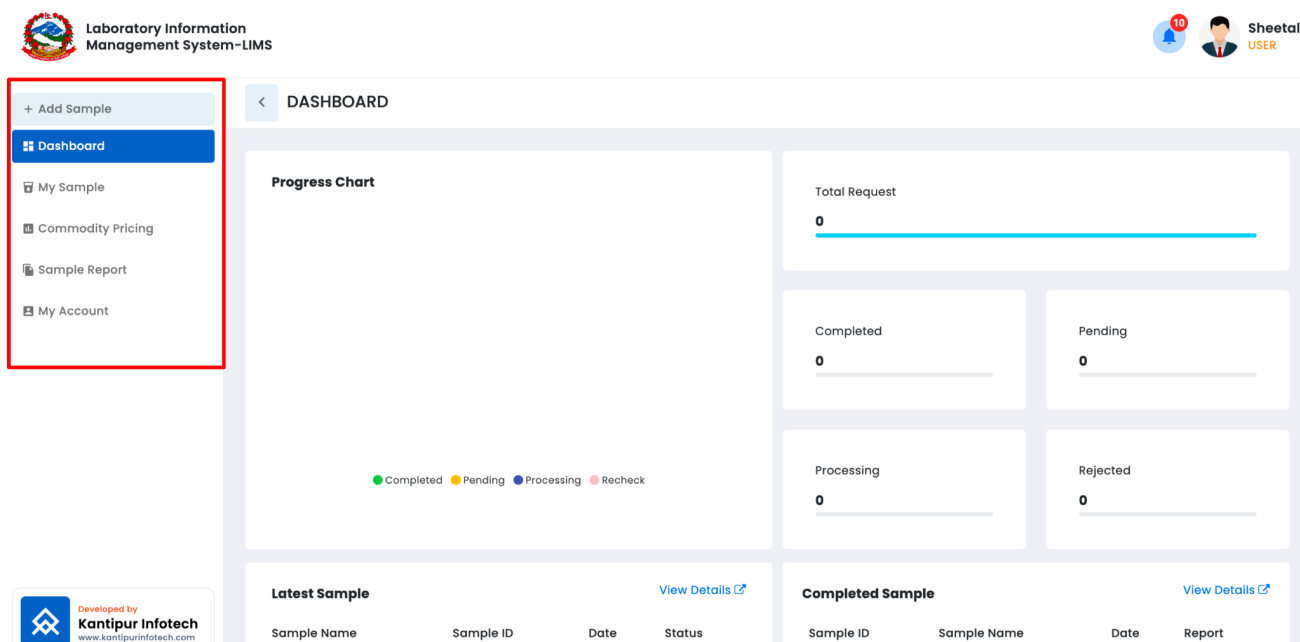 Laboratory Information
Management System-LIMS
10
Sheetal
USER
+ Add Sample
Dashboard
My Sample
Commodity Pricing
Sample Report
My Account
DASHBOARD
Progress Chart
Completed Pending Processing Recheck
Total Request
0
Completed
0
Pending
0
Processing
0
Rejected
0
Latest Sample View Details
Sample Name Sample ID Date Status
Completed Sample View Details
Sample ID Sample Name Date Report
Developed by
Kantipur Infotech
www.kantipurinfotech.com